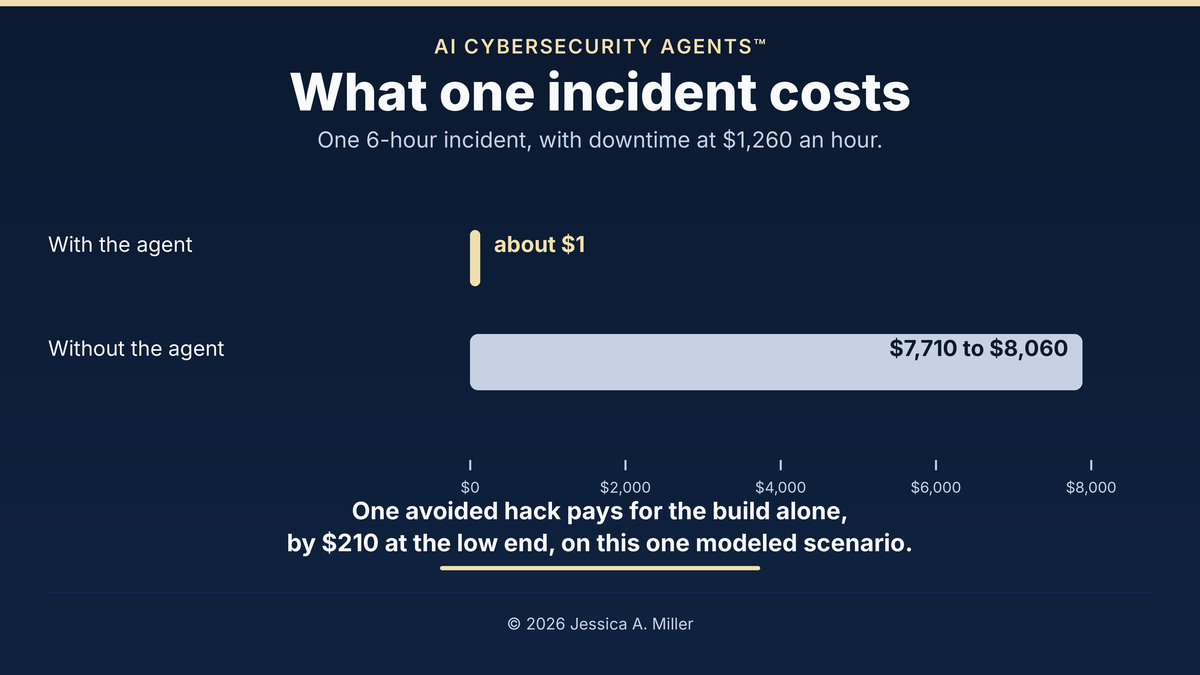 AI CYBERSECURITY AGENTS™
What one incident costs
One 6-hour incident, with downtime at $1,260 an hour.
With the agent
about $1
Without the agent
$7,710 to $8,060
$0
$2,000
$4,000
$6,000
$8,000
One avoided hack pays for the build alone,
by $210 at the low end, on this one modeled scenario.
© 2026 Jessica A. Miller